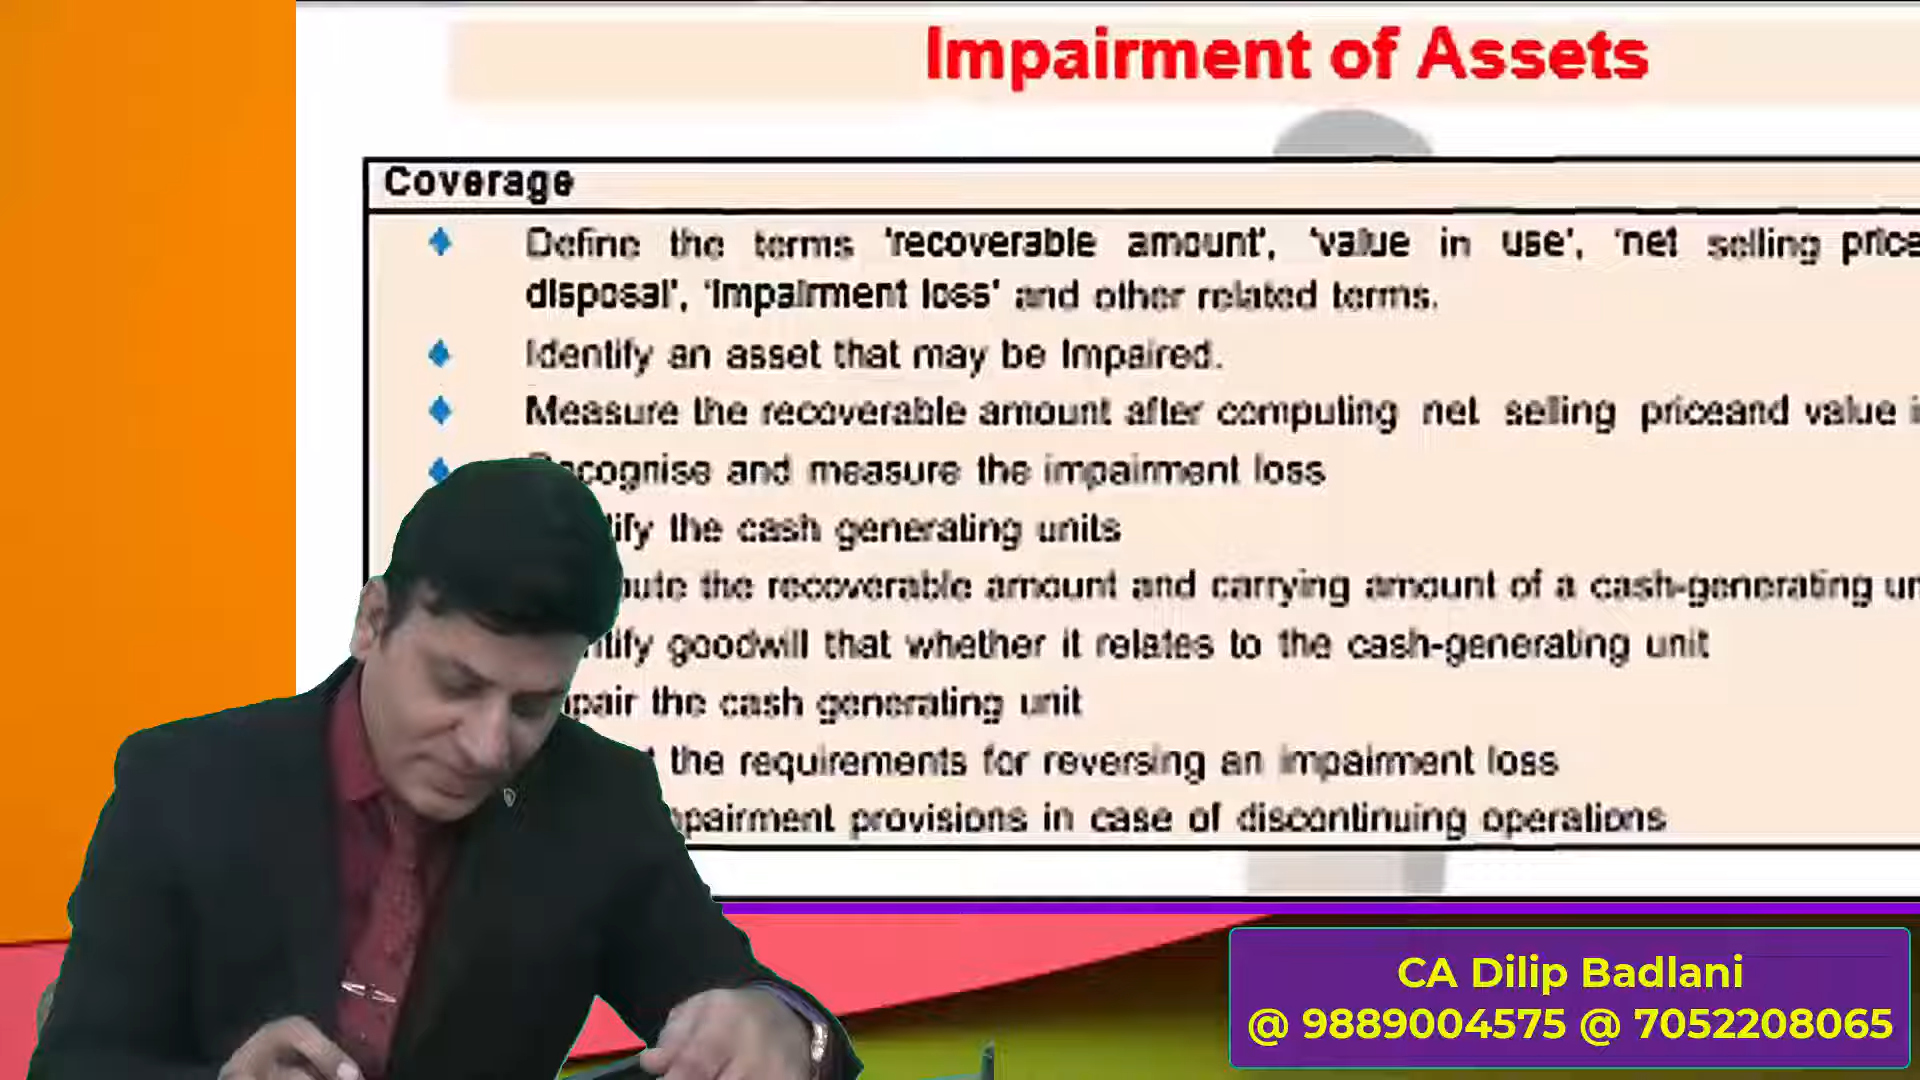 Impairment of Assets
Coverage
Define the terms 'recoverable amount', 'value in use', 'net selling price
disposal', 'impairment loss' and other related terms.
Identify an asset that may be Impaired.
Measure the recoverable amount after computing net selling priceand value
cognise and measure the impairment loss
ify the cash generating units
ute the recoverable amount and carrying amount of a cash-generating
tify goodwill that whether it relates to the cash-generating unit
pair the cash generating unit
the requirements for reversing an impairment loss
pairment provisions in case of discontinuing operations
CA Dilip Badlani
@ 9889004575 @ 7052208065